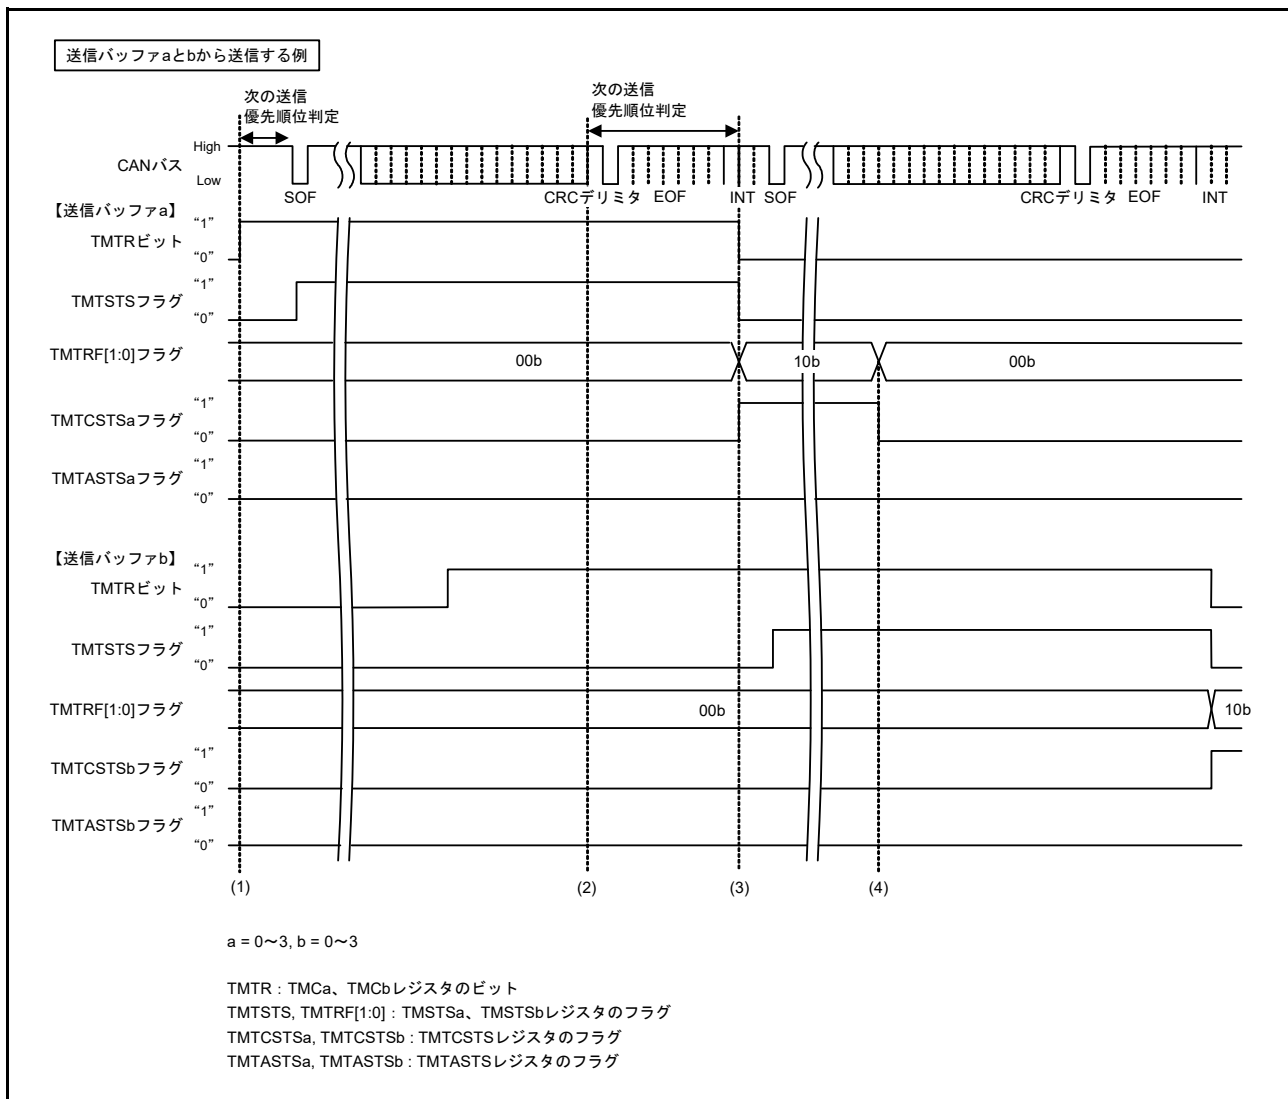 送信バッファaとbから送信する例
次の送信
優先順位判定
次の送信
優先順位判定
CANバス
High
Low
SOF
CRCデリミタ
EOF
INT
SOF
CRCデリミタ
EOF
INT
【送信バッファa】
TMTRビット
“1”
“0”
TMTSTSフラグ
“1”
“0”
TMTRF[1:0]フラグ
00b
10b
00b
TMTCSTSaフラグ
“1”
“0”
TMTASTSaフラグ
“1”
“0”
【送信バッファb】
TMTRビット
“1”
“0”
TMTSTSフラグ
“1”
“0”
TMTRF[1:0]フラグ
00b
10b
TMTCSTSbフラグ
“1”
“0”
TMTASTSbフラグ
“1”
“0”
(1)
(2)
(3)
(4)
a = 0~3, b = 0~3
TMTR : TMCa、TMCbレジスタのビット
TMTSTS, TMTRF[1:0] : TMSTSa、TMSTSbレジスタのフラグ
TMTCSTSa, TMTCSTSb : TMTCSTSレジスタのフラグ
TMTASTSa, TMTASTSb : TMTASTSレジスタのフラグ